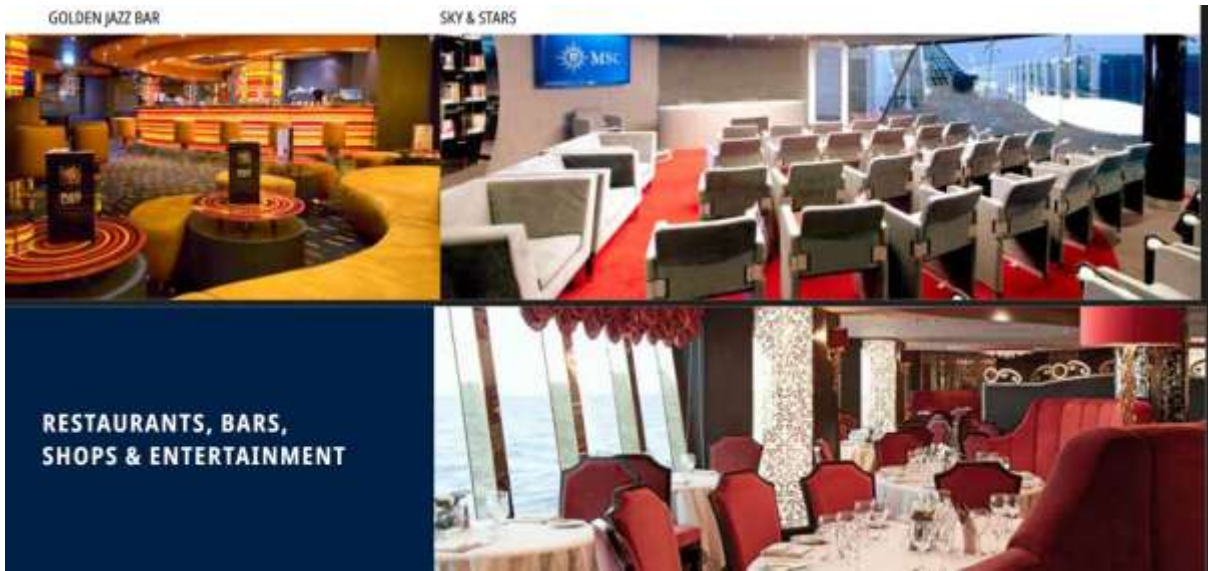 GOLDEN JAZZ BAR
SKY & STARS
MSC
RESTAURANTS, BARS,
SHOPS & ENTERTAINMENT